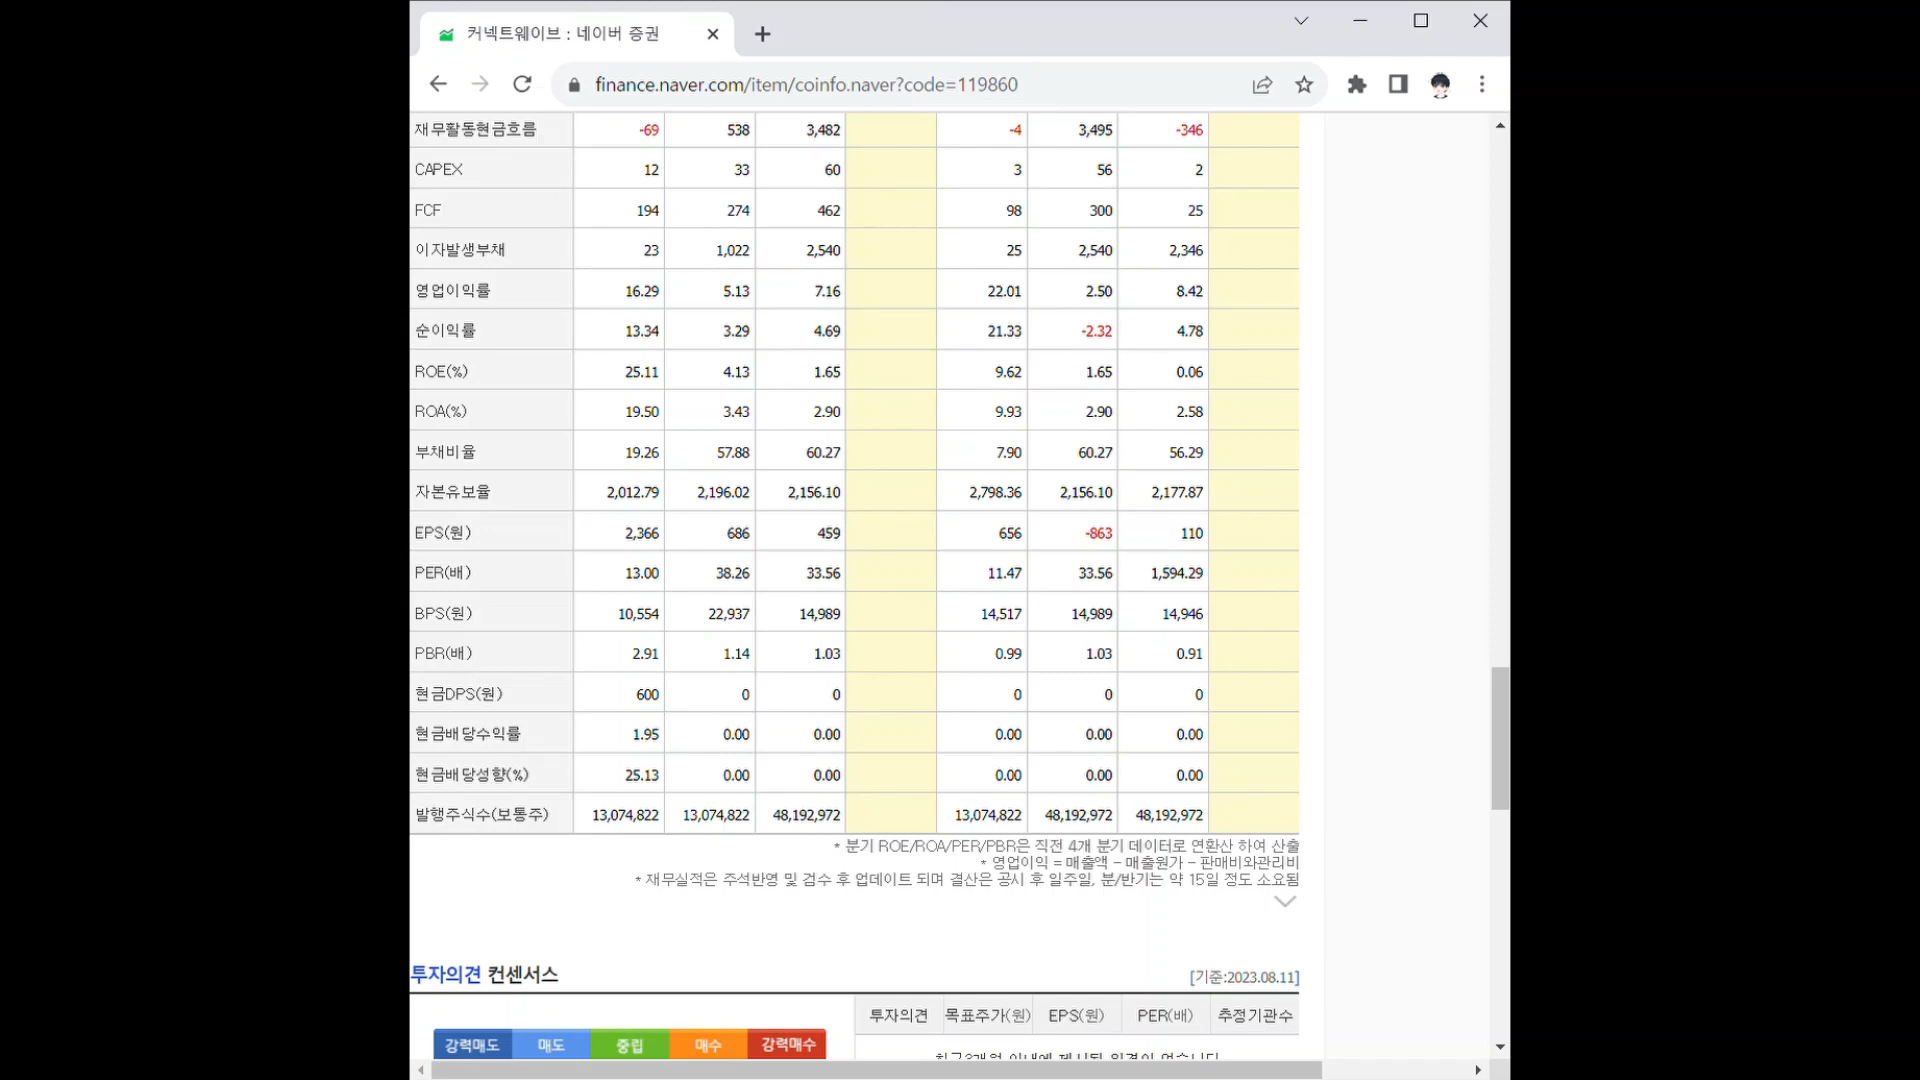 커넥트웨이브 : 네이버 증권
finance.naver.com/item/coinfo.naver?code=119860
재무활동현금흐름 -69 538 3,482 -4 3,495 -346
CAPEX 12 33 60 3 56 2
FCF 194 274 462 98 300 25
이자발생부채 23 1,022 2,540 25 2,540 2,346
영업이익률 16.29 5.13 7.16 22.01 2.50 8.42
순이익률 13.34 3.29 4.69 21.33 -2.32 4.78
ROE(%) 25.11 4.13 1.65 9.62 1.65 0.06
ROA(%) 19.50 3.43 2.90 9.93 2.90 2.58
부채비율 19.26 57.88 60.27 7.90 60.27 56.29
자본유보율 2,012.79 2,196.02 2,156.10 2,798.36 2,156.10 2,177.87
EPS(원) 2,366 686 459 656 -863 110
PER(배) 13.00 38.26 33.56 11.47 33.56 1,594.29
BPS(원) 10,554 22,937 14,989 14,517 14,989 14,946
PBR(배) 2.91 1.14 1.03 0.99 1.03 0.91
현금DPS(원) 600 0 0 0 0 0
현금배당수익률 1.95 0.00 0.00 0.00 0.00 0.00
현금배당성향(%) 25.13 0.00 0.00 0.00 0.00 0.00
발행주식수(보통주) 13,074,822 13,074,822 48,192,972 13,074,822 48,192,972 48,192,972
* 분기 ROE/ROA/PER/PBR은 직전 4개 분기 데이터로 연환산 하여 산출
* 영업이익 = 매출액 - 매출원가 - 판매비와관리비
* 재무실적은 주석반영 및 검수 후 업데이트 되며 결산은 공시 후 일주일, 분/반기는 약 15일 정도 소요됨
투자의견 컨센서스 [기준:2023.08.11]
투자의견 목표주가(원) EPS(원) PER(배) 추정기관수
강력매도 매도 중립 매수 강력매수